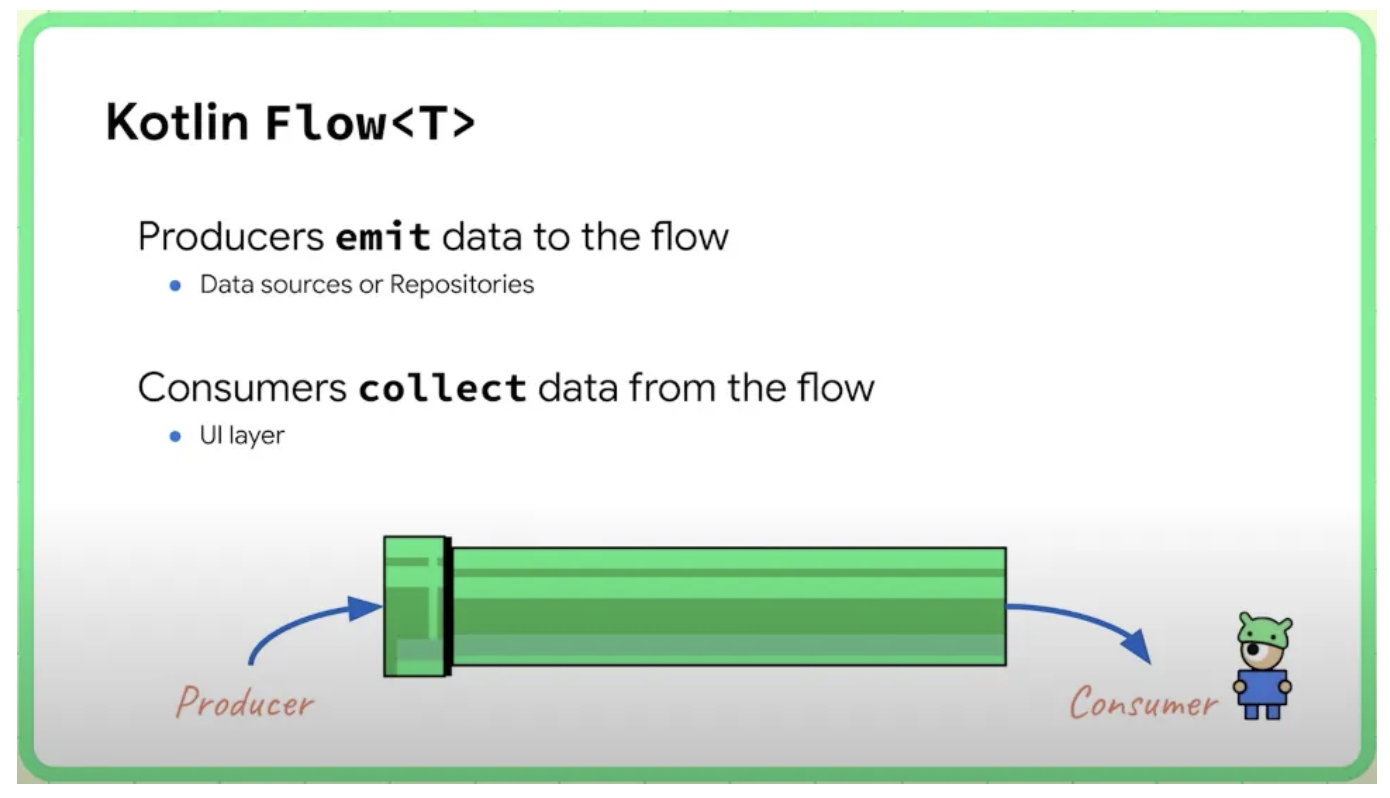 Kotlin Flow<T>
Producers emit data to the flow
• Data sources or Repositories
Consumers collect data from the flow
• UI layer
Producer
Consumer